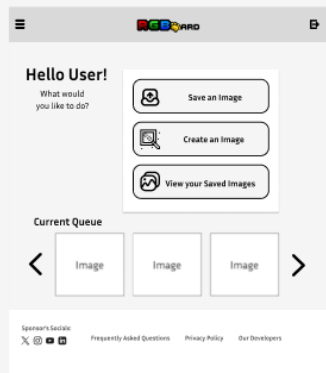 RGBoard
Hello User!
What would
you like to do?
Save an Image
Create an Image
View your Saved Images
Current Queue
Image
Image
Image
Sponsor's Socials:
Frequently Asked Questions
Privacy Policy
Our Developers